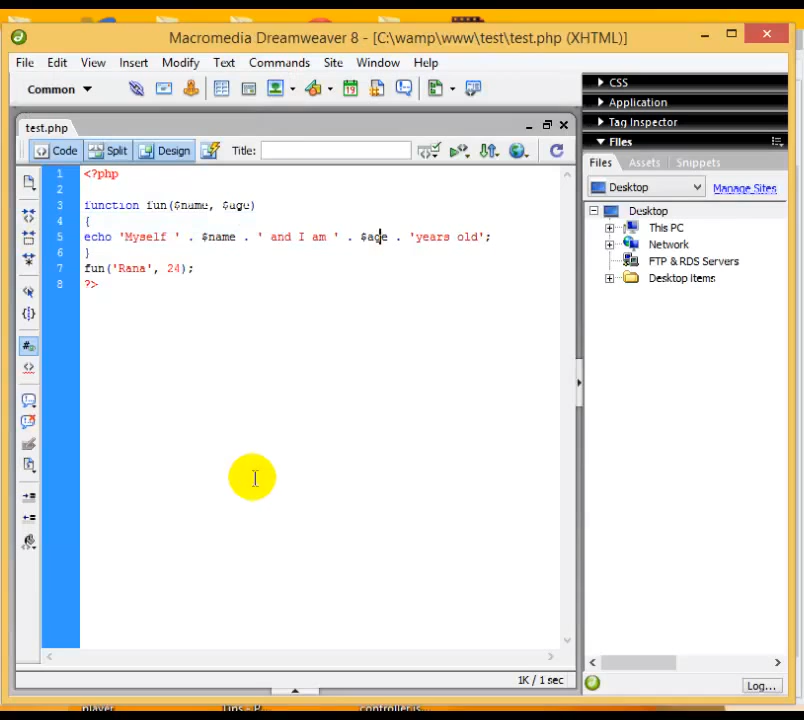 Macromedia Dreamweaver 8 - [C:\wamp\www\test\test.php (XHTML)]
File Edit View Insert Modify Text Commands Site Window Help
Common
CSS
Application
Tag Inspector
Files
Files Assets Snippets
Desktop Manage Sites
Desktop
This PC
Network
FTP & RDS Servers
Desktop Items
Log...
test.php
Code Split Design Title:
1 <?php
2
3 function fun($name, $age)
4 {
5 echo 'Myself ' . $name . ' and I am ' . $age . 'years old';
6 }
7 fun('Rana', 24);
8 ?>
1K / 1 sec
player